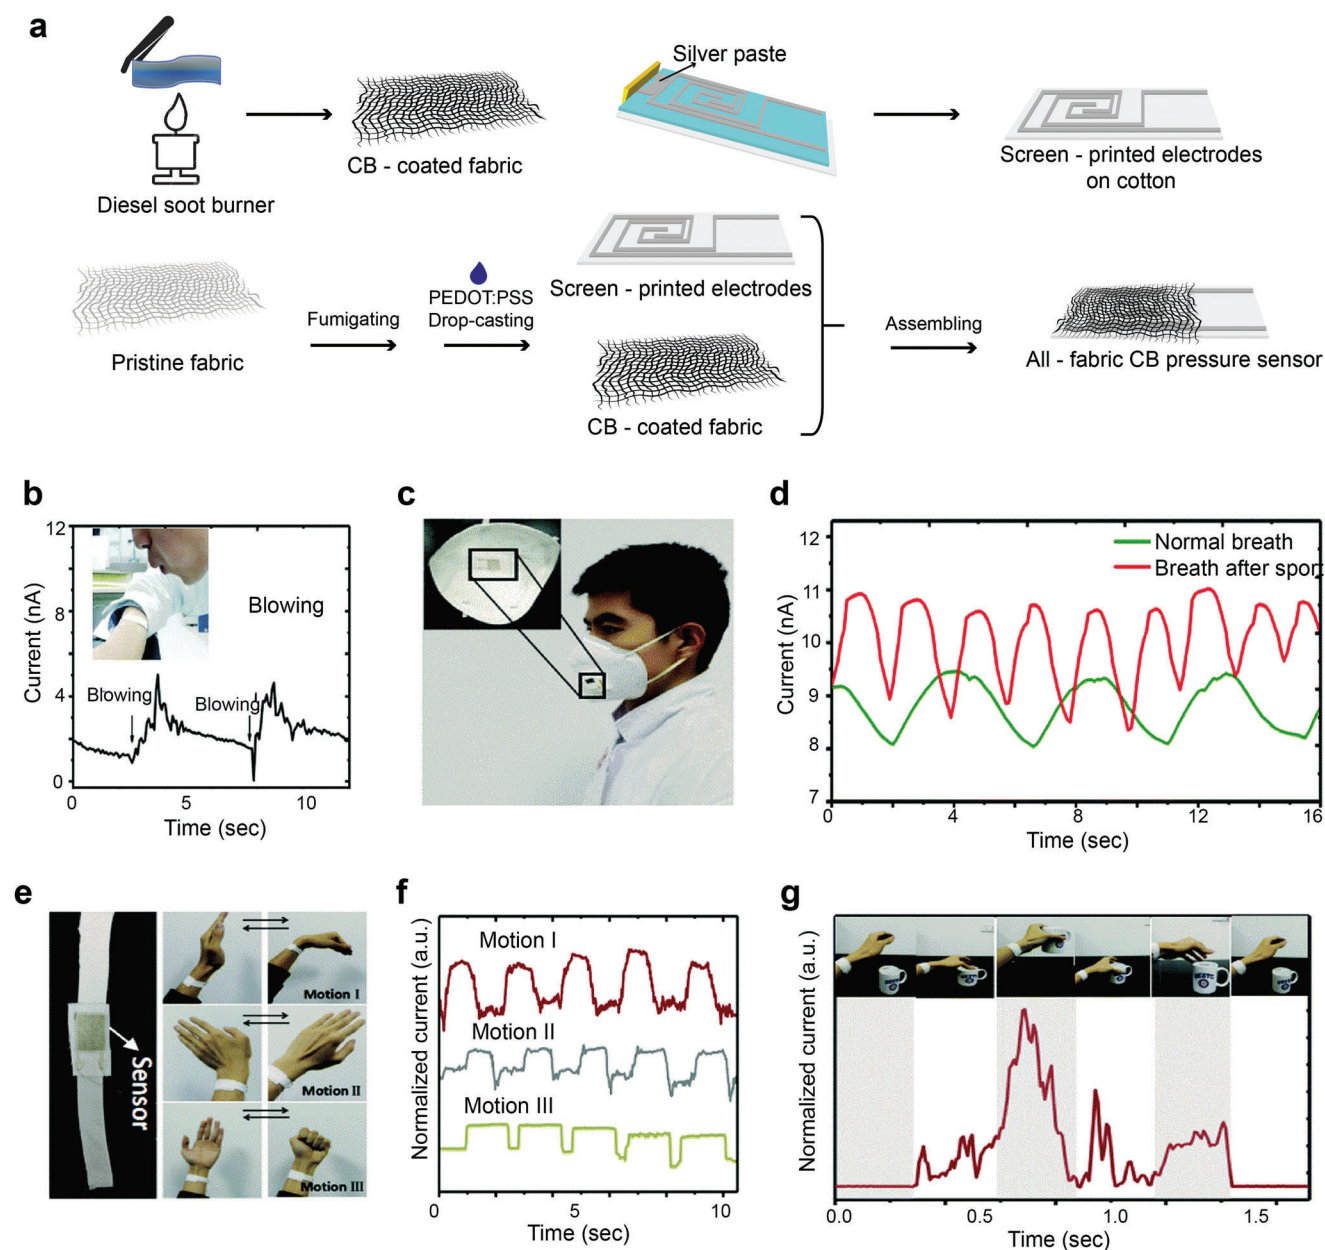 a
Silver paste
CB - coated fabric
Screen - printed electrodes
on cotton
Diesel soot burner
PEDOT:PSS
Drop-casting
Screen - printed electrodes
Fumigating
Assembling
Pristine fabric
All - fabric CB pressure sensor
CB - coated fabric
b
12
8
4
0
Current (nA)
Blowing
Blowing
Blowing
0
5
10
Time (sec)
c
d
12
11
10
9
8
7
Current (nA)
Normal breath
Breath after sport
0
4
8
12
16
Time (sec)
e
Sensor
Motion I
Motion II
Motion III
f
Normalized current (a.u.)
Motion I
Motion II
Motion III
0
5
10
Time (sec)
g
Normalized current (a.u.)
0.0
0.5
1.0
1.5
Time (sec)